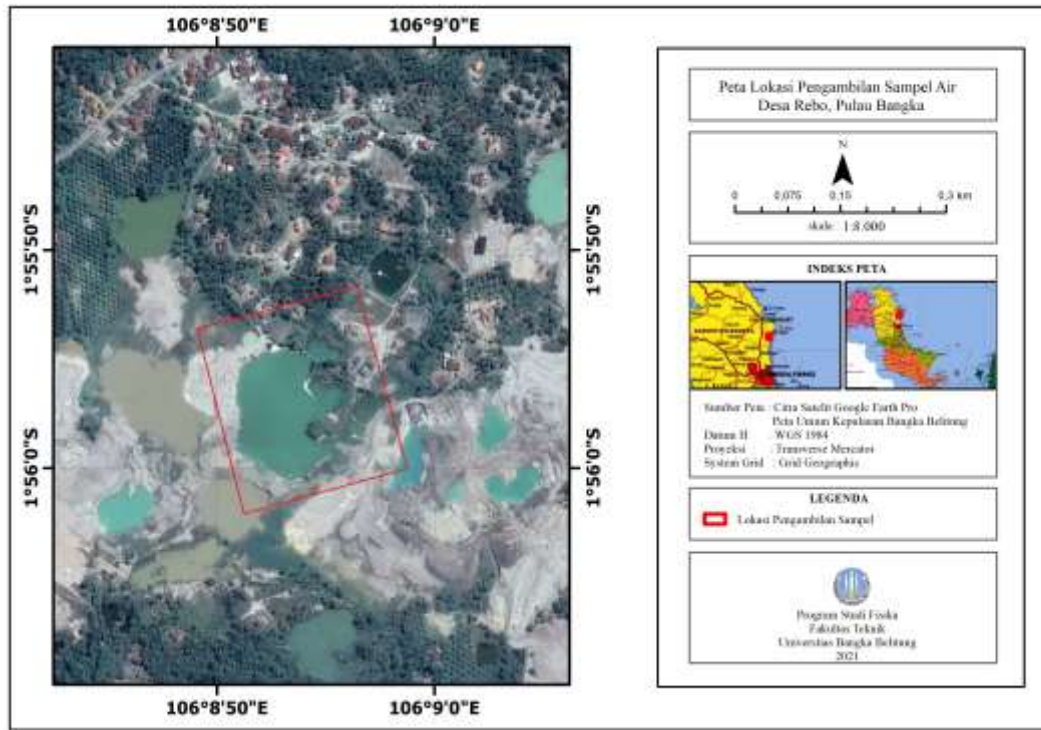 106°8'50"E 106°9'0"E
1°55'50"S 1°55'50"S
1°56'0"S 1°56'0"S
106°8'50"E 106°9'0"E
Peta Lokasi Pengambilan Sampel Air
Desa Rebo, Pulau Bangka
N
0 0,075 0,15 0,3 km
skale 1:8.000
INDEKS PETA
Sumber Peta : Citra Satelit Google Earth Pro
Peta Umum Kepulauan Bangka Belitung
Datum H : WGS 1984
Proyeksi : Transverse Mercator
System Grid : Grid Geographis
LEGENDA
Lokasi Pengambilan Sampel
Program Studi Fisika
Fakultas Teknik
Universitas Bangka Belitung
2021